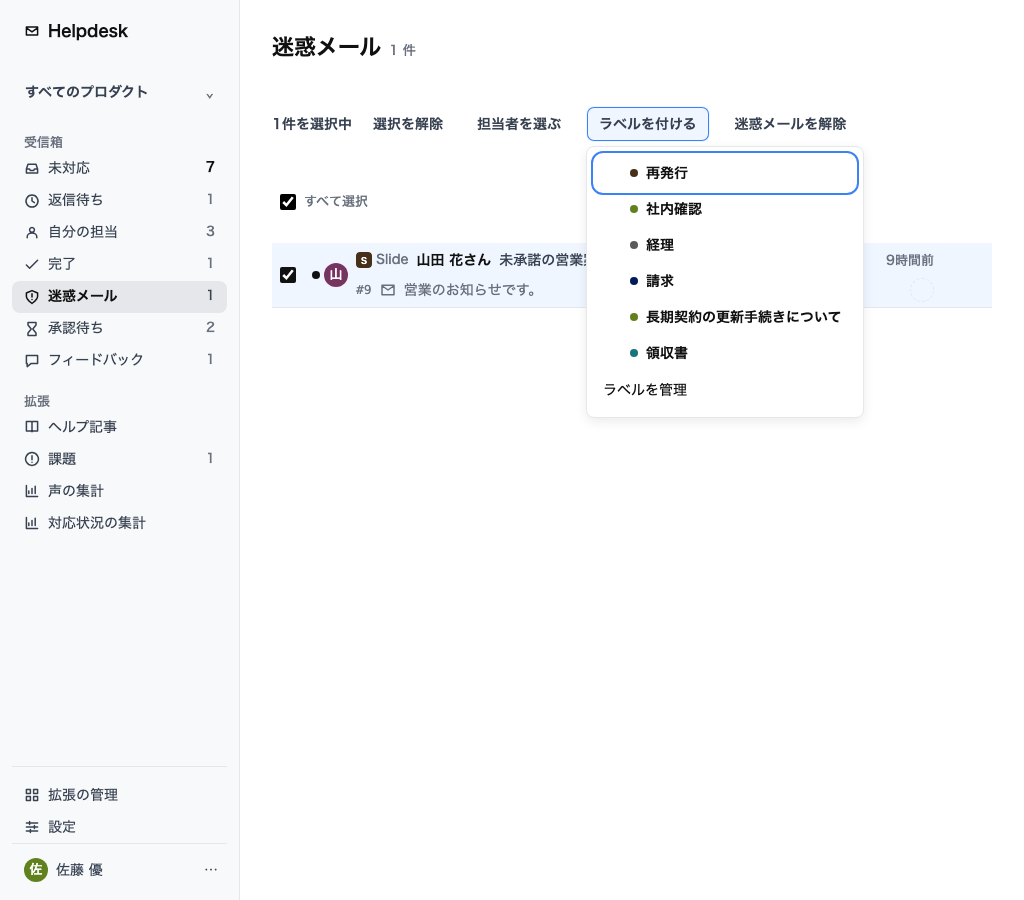 Helpdesk
すべてのプロダクト
受信箱
未対応 7
返信待ち 1
自分の担当 3
完了 1
迷惑メール 1
承認待ち 2
フィードバック 1
拡張
ヘルプ記事
課題 1
声の集計
対応状況の集計
拡張の管理
設定
佐 佐藤 優 ...
迷惑メール 1 件
1件を選択中 選択を解除 担当者を選ぶ ラベルを付ける 迷惑メールを解除
すべて選択
山 S Slide 山田 花さん 未承諾の営業 9時間前
#9 営業のお知らせです。
再発行
社内確認
経理
請求
長期契約の更新手続きについて
領収書
ラベルを管理